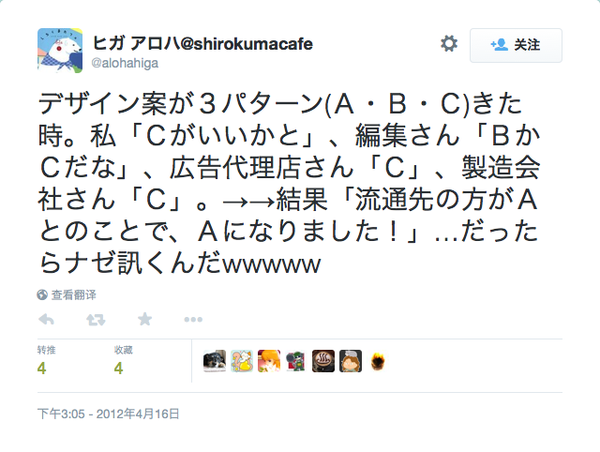 ヒガ アロハ@shirokumacafe
@alohahiga
关注
デザイン案が３パターン(Ａ・Ｂ・Ｃ)きた
時。私「Ｃがいいかと」、編集さん「Ｂか
Ｃだな」、広告代理店さん「Ｃ」、製造会
社さん「Ｃ」。→→結果「流通先の方がＡ
とのことで、Ａになりました！」…だった
らナゼ訊くんだwwwww
查看翻译
转推
收藏
4
4
下午3:05 - 2012年4月16日